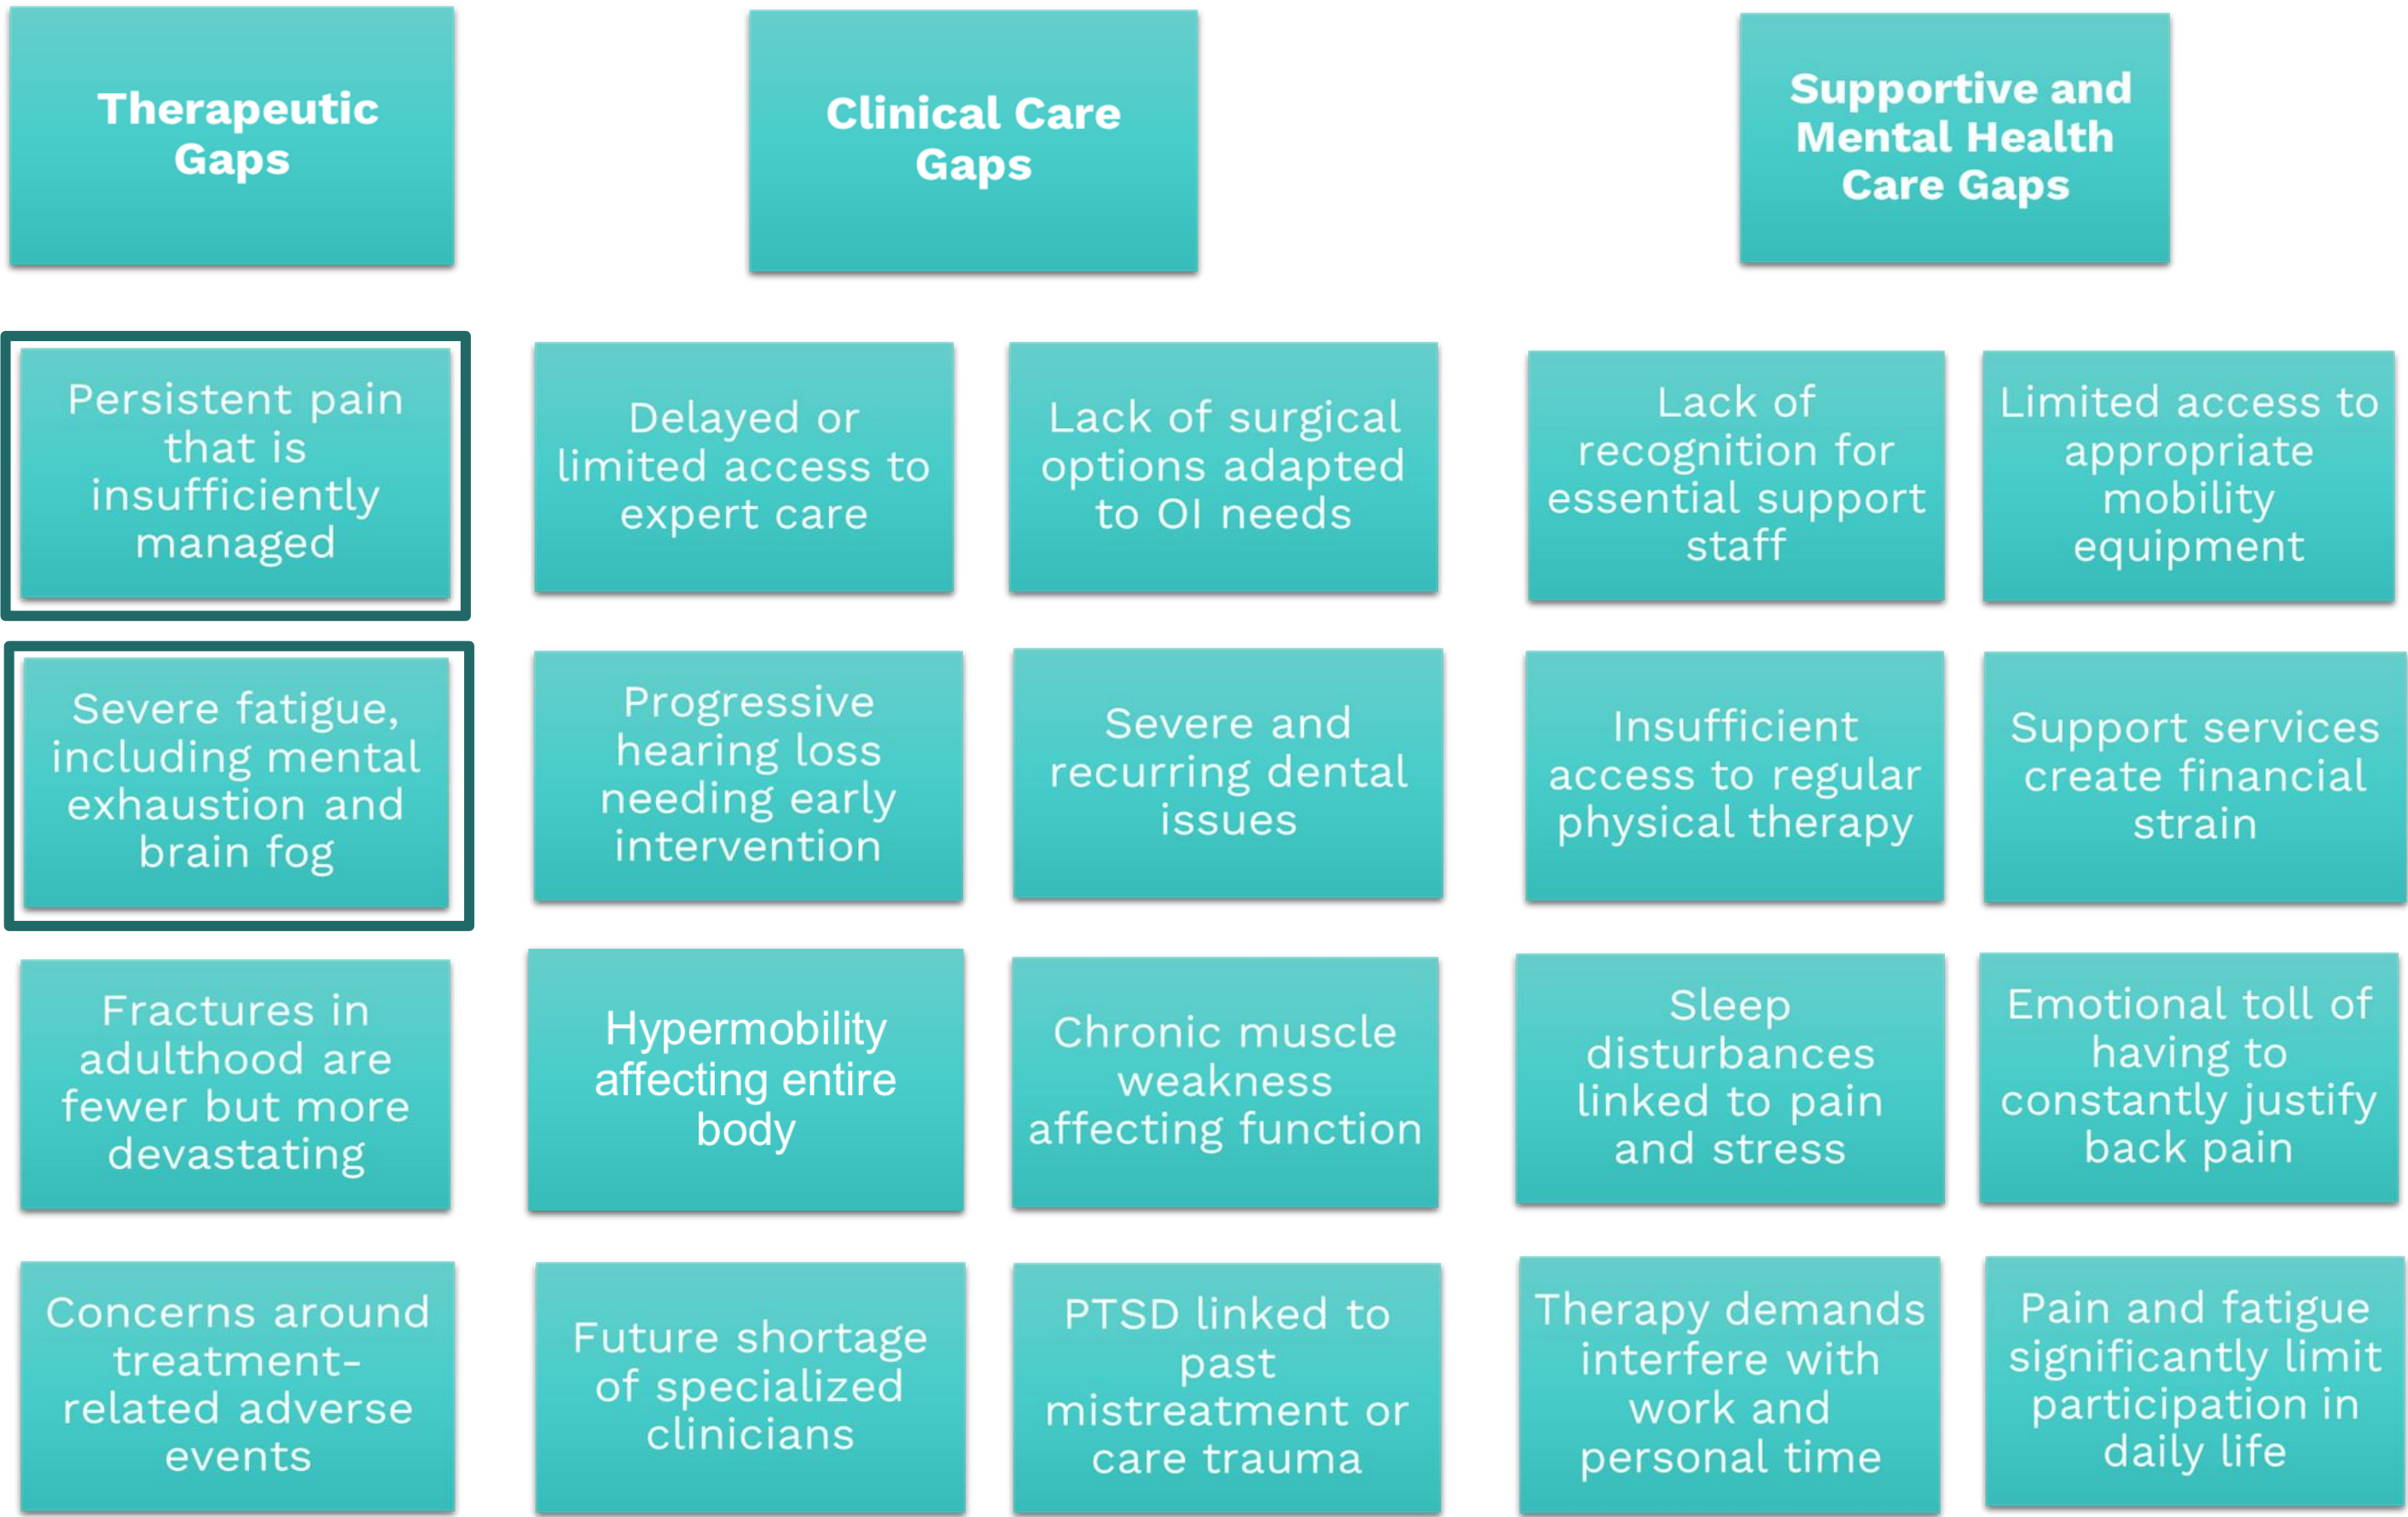 Therapeutic
Gaps
Clinical Care
Gaps
Supportive and
Mental Health
Care Gaps
Persistent pain
that is
insufficiently
managed
Delayed or
limited access to
expert care
Lack of surgical
options adapted
to OI needs
Lack of
recognition for
essential support
staff
Limited access to
appropriate
mobility
equipment
Severe fatigue,
including mental
exhaustion and
brain fog
Progressive
hearing loss
needing early
intervention
Severe and
recurring dental
issues
Insufficient
access to regular
physical therapy
Support services
create financial
strain
Fractures in
adulthood are
fewer but more
devastating
Hypermobility
affecting entire
body
Chronic muscle
weakness
affecting function
Sleep
disturbances
linked to pain
and stress
Emotional toll of
having to
constantly justify
back pain
Concerns around
treatment-
related adverse
events
Future shortage
of specialized
clinicians
PTSD linked to
past
mistreatment or
care trauma
Therapy demands
interfere with
work and
personal time
Pain and fatigue
significantly limit
participation in
daily life